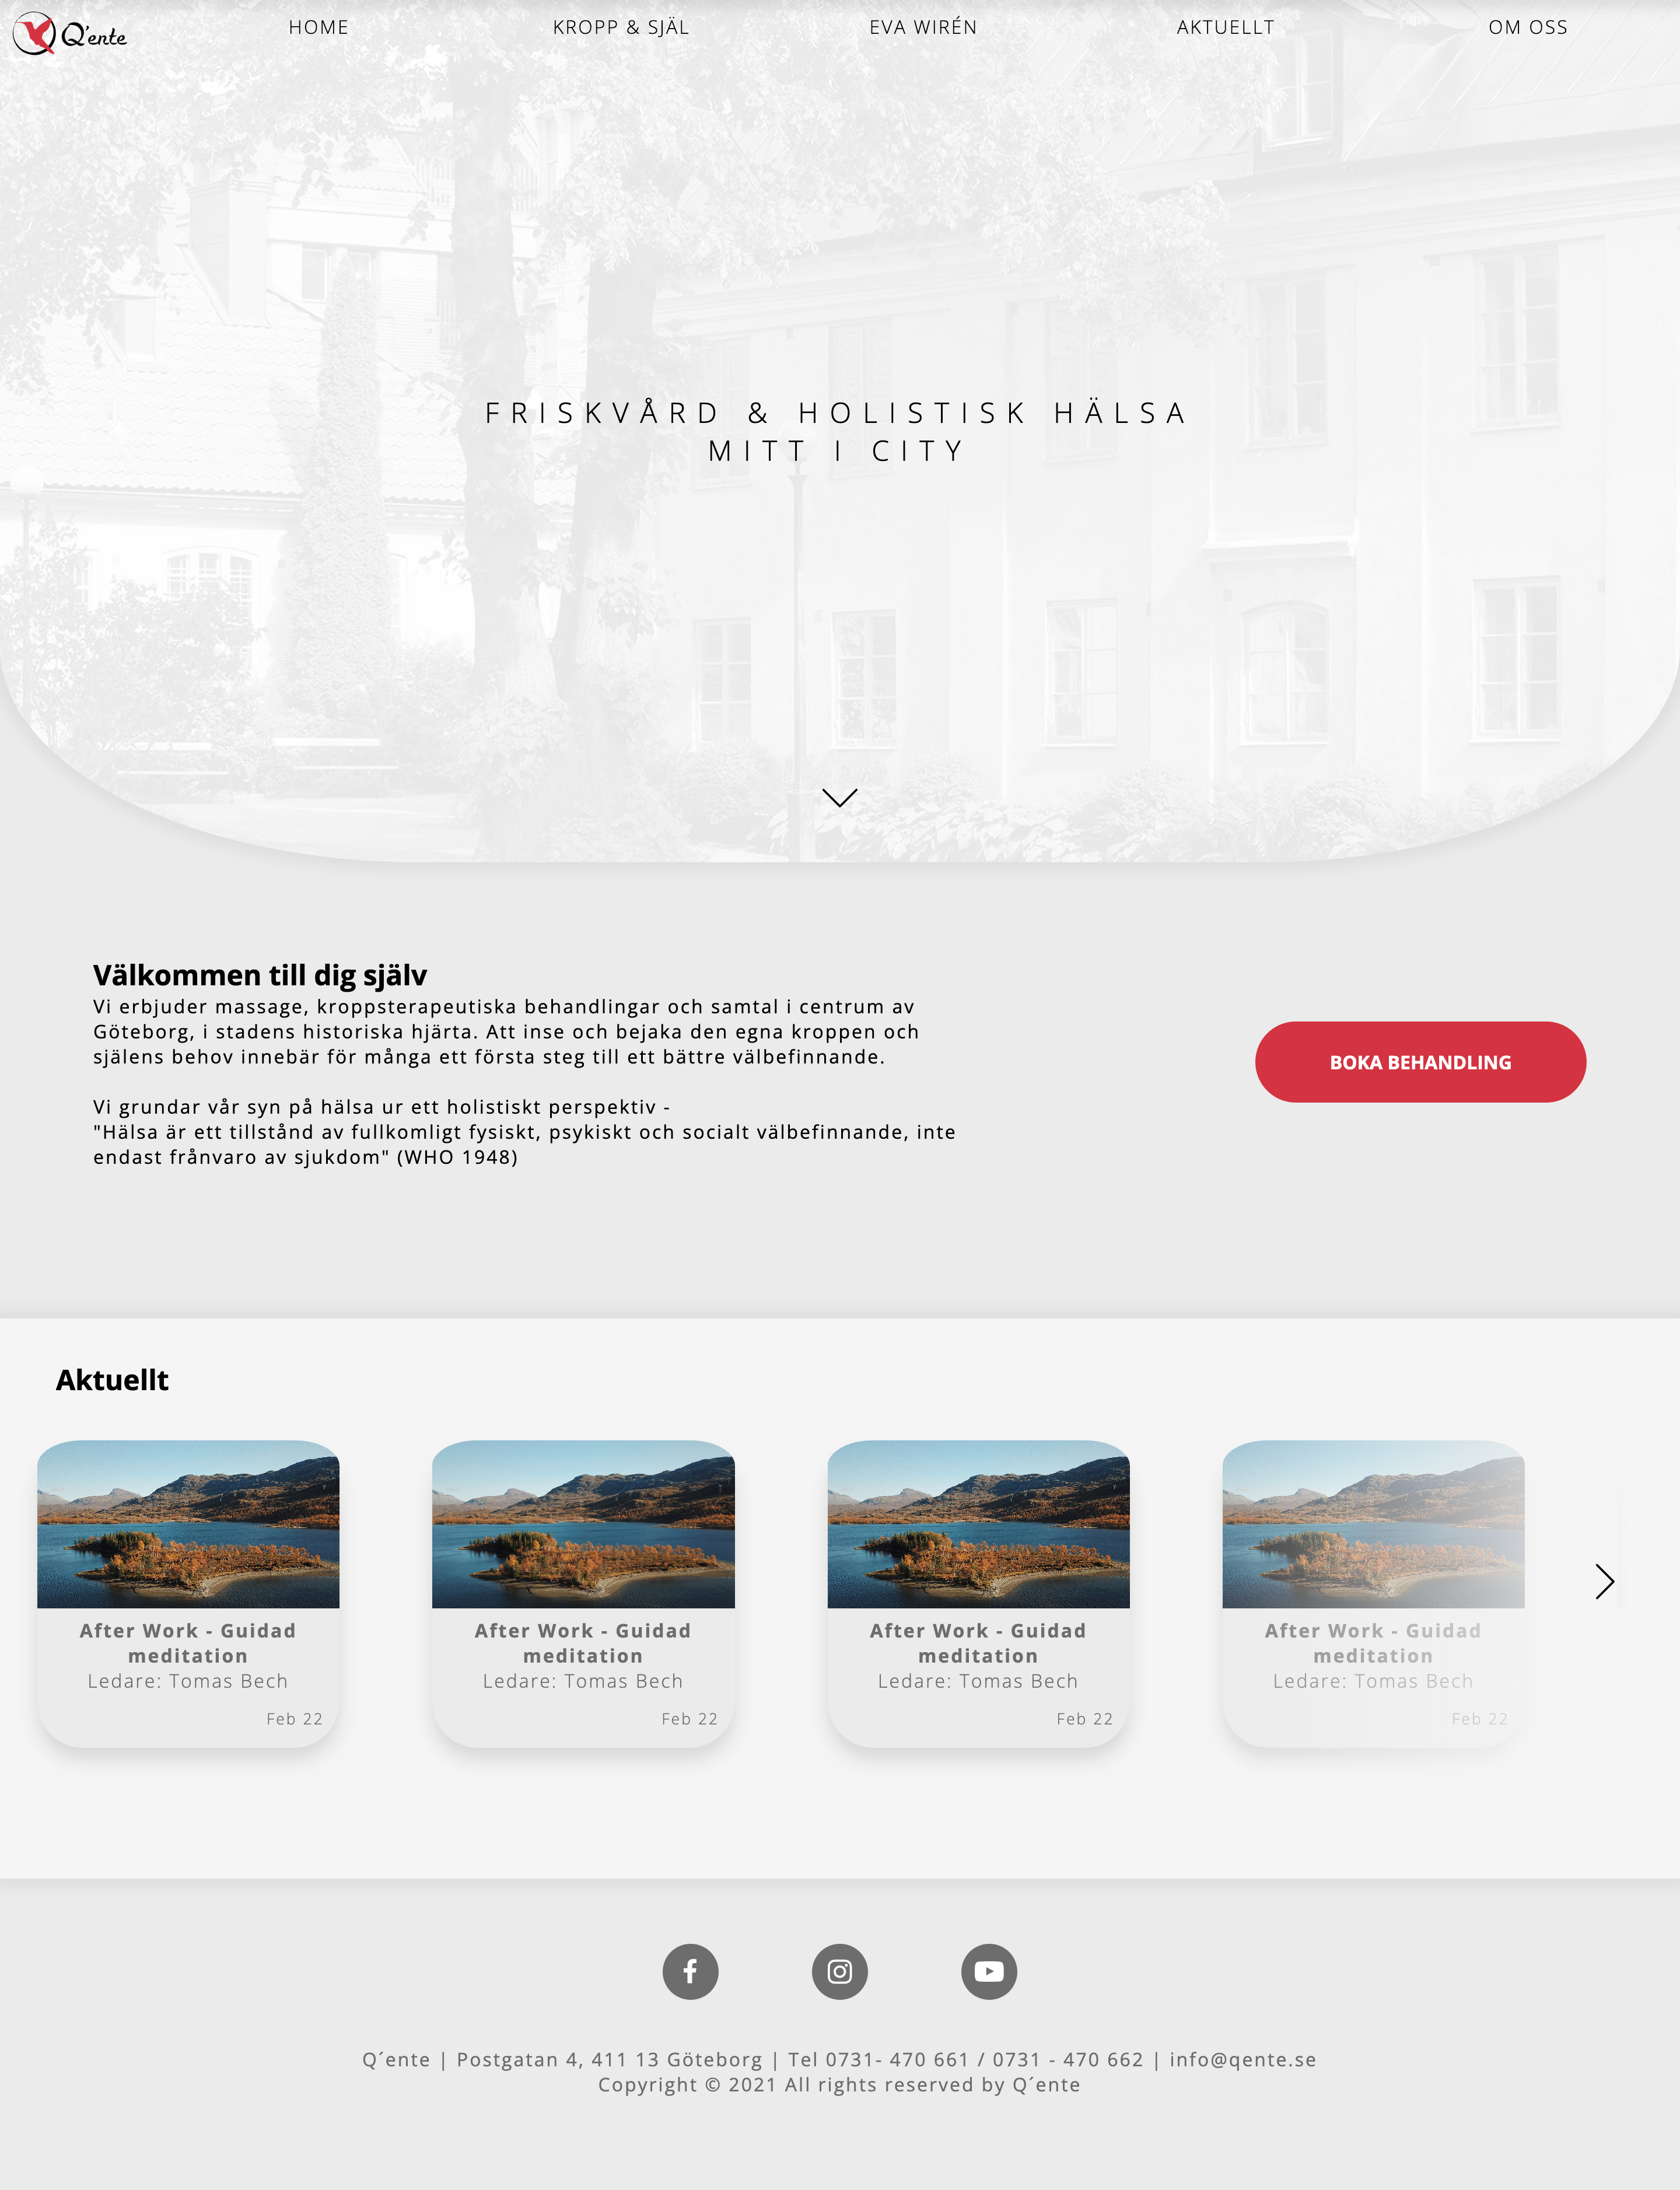 Q'ente
HOME
KROPP & SJÄL
EVA WIRÉN
AKTUELLT
OM OSS
FRISKVÅRD & HOLISTISK HÄLSA
MITT I CITY
Välkommen till dig själv
Vi erbjuder massage, kroppsterapeutiska behandlingar och samtal i centrum av
Göteborg, i stadens historiska hjärta. Att inse och bejaka den egna kroppen och
själens behov innebär för många ett första steg till ett bättre välbefinnande.
Vi grundar vår syn på hälsa ur ett holistiskt perspektiv -
"Hälsa är ett tillstånd av fullkomligt fysiskt, psykiskt och socialt välbefinnande, inte
endast frånvaro av sjukdom" (WHO 1948)
BOKA BEHANDLING
Aktuellt
After Work - Guidad
meditation
Ledare: Tomas Bech
Feb 22
After Work - Guidad
meditation
Ledare: Tomas Bech
Feb 22
After Work - Guidad
meditation
Ledare: Tomas Bech
Feb 22
After Work - Guidad
meditation
Ledare: Tomas Bech
Feb 22
Q´ente | Postgatan 4, 411 13 Göteborg | Tel 0731- 470 661 / 0731 - 470 662 | info@qente.se
Copyright © 2021 All rights reserved by Q´ente